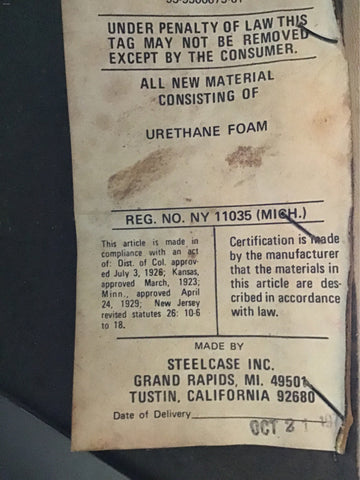 UNDER PENALTY OF LAW THIS
TAG MAY NOT BE REMOVED
EXCEPT BY THE CONSUMER.
ALL NEW MATERIAL
CONSISTING OF
URETHANE FOAM
REG. NO. NY 11035 (MICH.)
This article is made in
compliance with an act
of: Dist. of Col. approv-
ed July 3, 1926; Kansas,
approved March, 1923;
Minn., approved April
24, 1929; New Jersey
revised statutes 26: 10-6
to 18.
Certification is made
by the manufacturer
that the materials in
this article are des-
cribed in accordance
with law.
MADE BY
STEELCASE INC.
GRAND RAPIDS, MI. 49501
TUSTIN, CALIFORNIA 92680
Date of Delivery
OCT 21